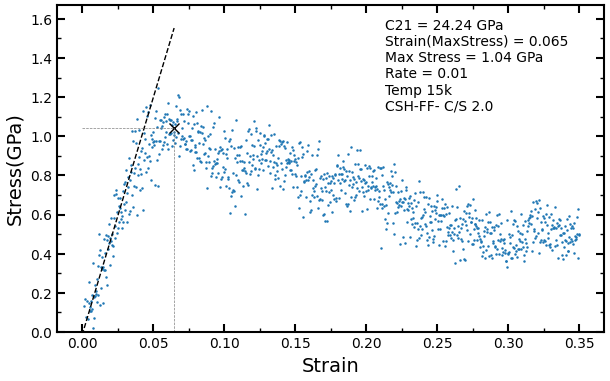 C21 = 24.24 GPa
Strain(MaxStress) = 0.065
Max Stress = 1.04 GPa
Rate = 0.01
Temp 15k
CSH-FF- C/S 2.0
Stress(GPa)
1.6
1.4
1.2
1.0
0.8
0.6
0.4
0.2
0.0
0.00 0.05 0.10 0.15 0.20 0.25 0.30 0.35
Strain